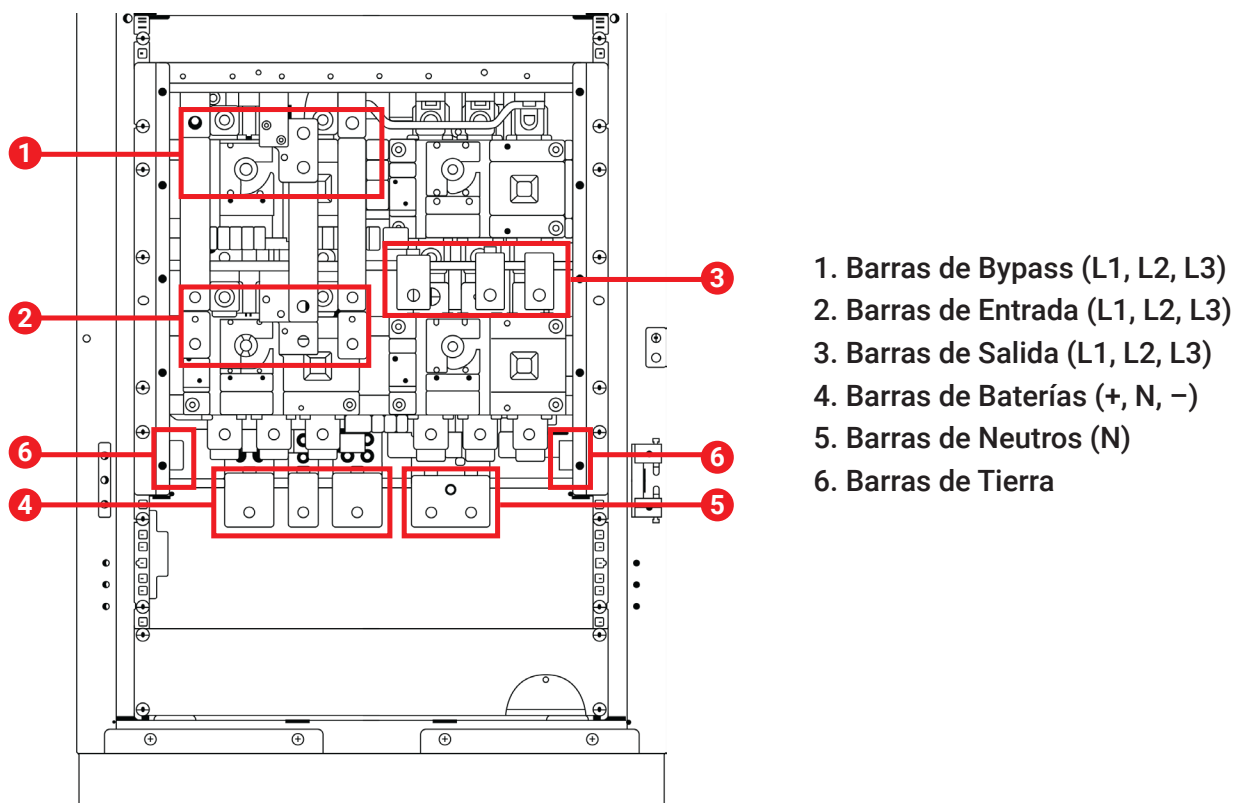 1
2
3
6
6
4
5
1. Barras de Bypass (L1, L2, L3)
2. Barras de Entrada (L1, L2, L3)
3. Barras de Salida (L1, L2, L3)
4. Barras de Baterías (+, N, –)
5. Barras de Neutros (N)
6. Barras de Tierra